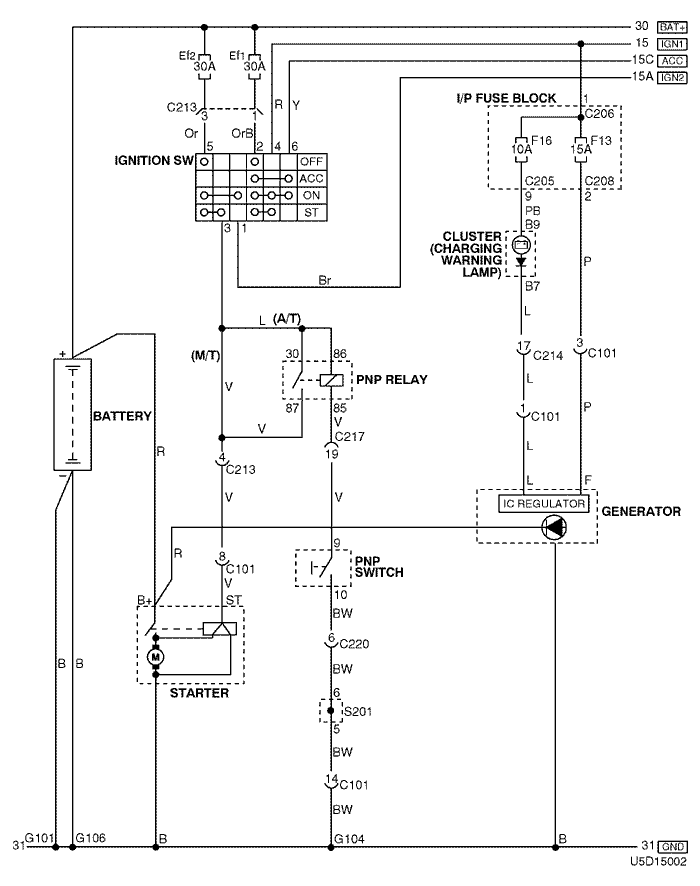 30 BAT+
15 IGN1
15C ACC
15A IGN2
Ef2
30A
Ef1
30A
C213
3
1
R
Y
Or
OrB
5
2
4
6
IGNITION SW
OFF
ACC
ON
ST
3
1
Br
I/P FUSE BLOCK
1
C206
F16
10A
F13
15A
C205
C208
9
2
PB
B9
CLUSTER
(CHARGING
WARNING
LAMP)
B7
P
L
L (A/T)
(M/T)
30
86
PNP RELAY
87
85
V
V
V
17
C214
3
C101
L
P
1
C101
L
L
F
+
BATTERY
−
R
4
C213
C217
19
V
V
IC REGULATOR
GENERATOR
R
8
C101
V
9
PNP
SWITCH
10
B+
ST
M
STARTER
BW
6
C220
BW
6
S201
5
BW
14
C101
BW
B
B
31
G101
G106
B
G104
B
31 GND
U5D15002